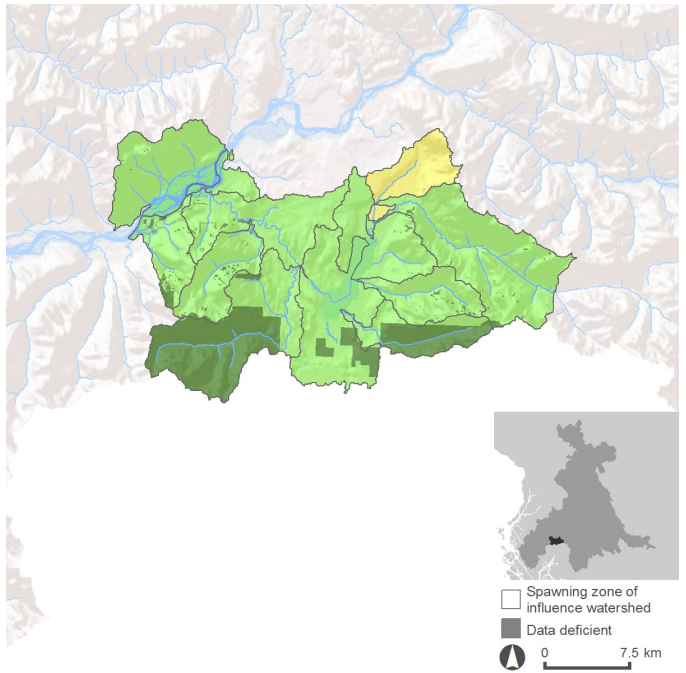 Spawning zone of
influence watershed
Data deficient
0 7.5 km